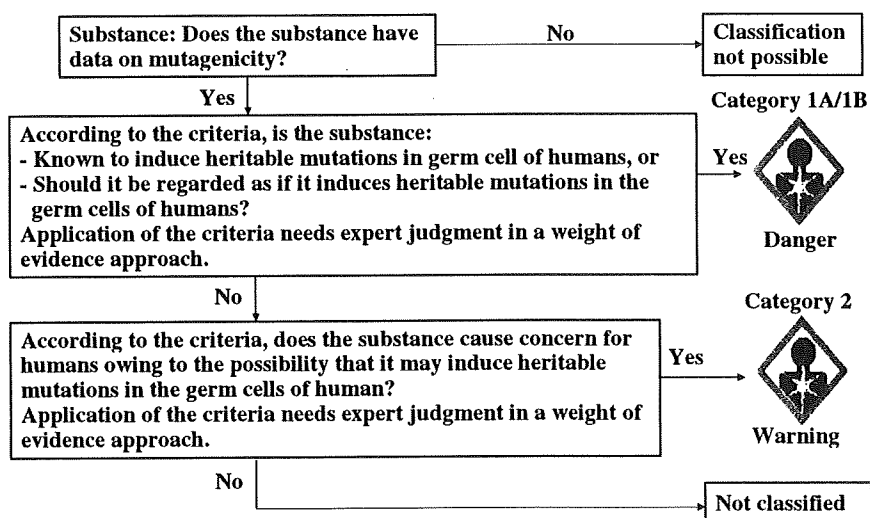 Substance: Does the substance have
data on mutagenicity?
No
Classification
not possible
Yes
Category 1A/1B
According to the criteria, is the substance:
- Known to induce heritable mutations in germ cell of humans, or
- Should it be regarded as if it induces heritable mutations in the
germ cells of humans?
Application of the criteria needs expert judgment in a weight of
evidence approach.
Yes
Danger
No
Category 2
According to the criteria, does the substance cause concern for
humans owing to the possibility that it may induce heritable
mutations in the germ cells of human?
Application of the criteria needs expert judgment in a weight of
evidence approach.
Yes
Warning
No
Not classified